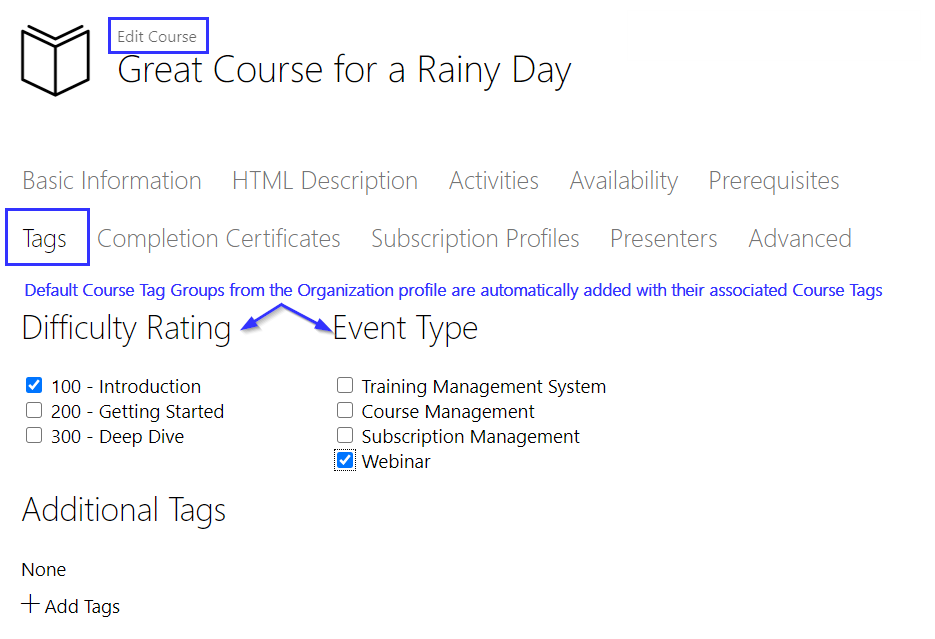 Edit Course
Great Course for a Rainy Day
Basic Information HTML Description Activities Availability Prerequisites
Tags Completion Certificates Subscription Profiles Presenters Advanced
Default Course Tag Groups from the Organization profile are automatically added with their associated Course Tags
Difficulty Rating Event Type
100 - Introduction Training Management System
200 - Getting Started Course Management
300 - Deep Dive Subscription Management
Webinar
Additional Tags
None
+ Add Tags